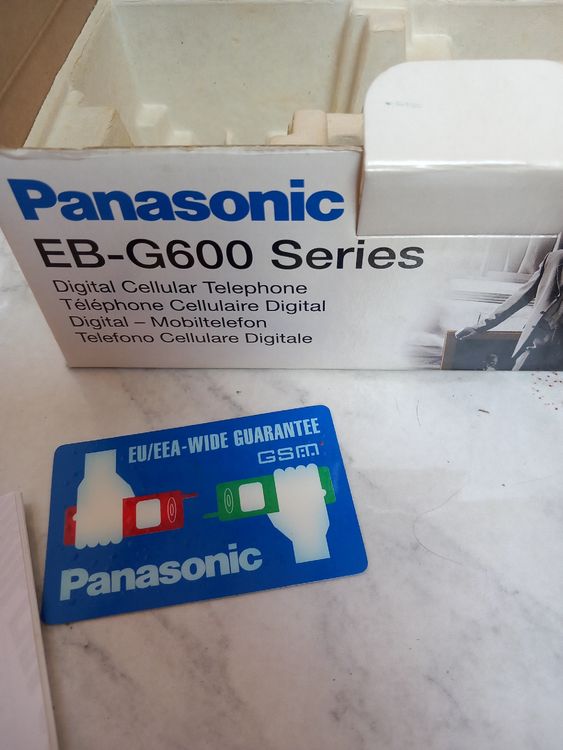 Panasonic
EB-G600 Series
Digital Cellular Telephone
Téléphone Cellulaire Digital
Digital – Mobiltelefon
Telefono Cellulare Digitale
EU/EEA-WIDE GUARANTEE
GSM
Panasonic